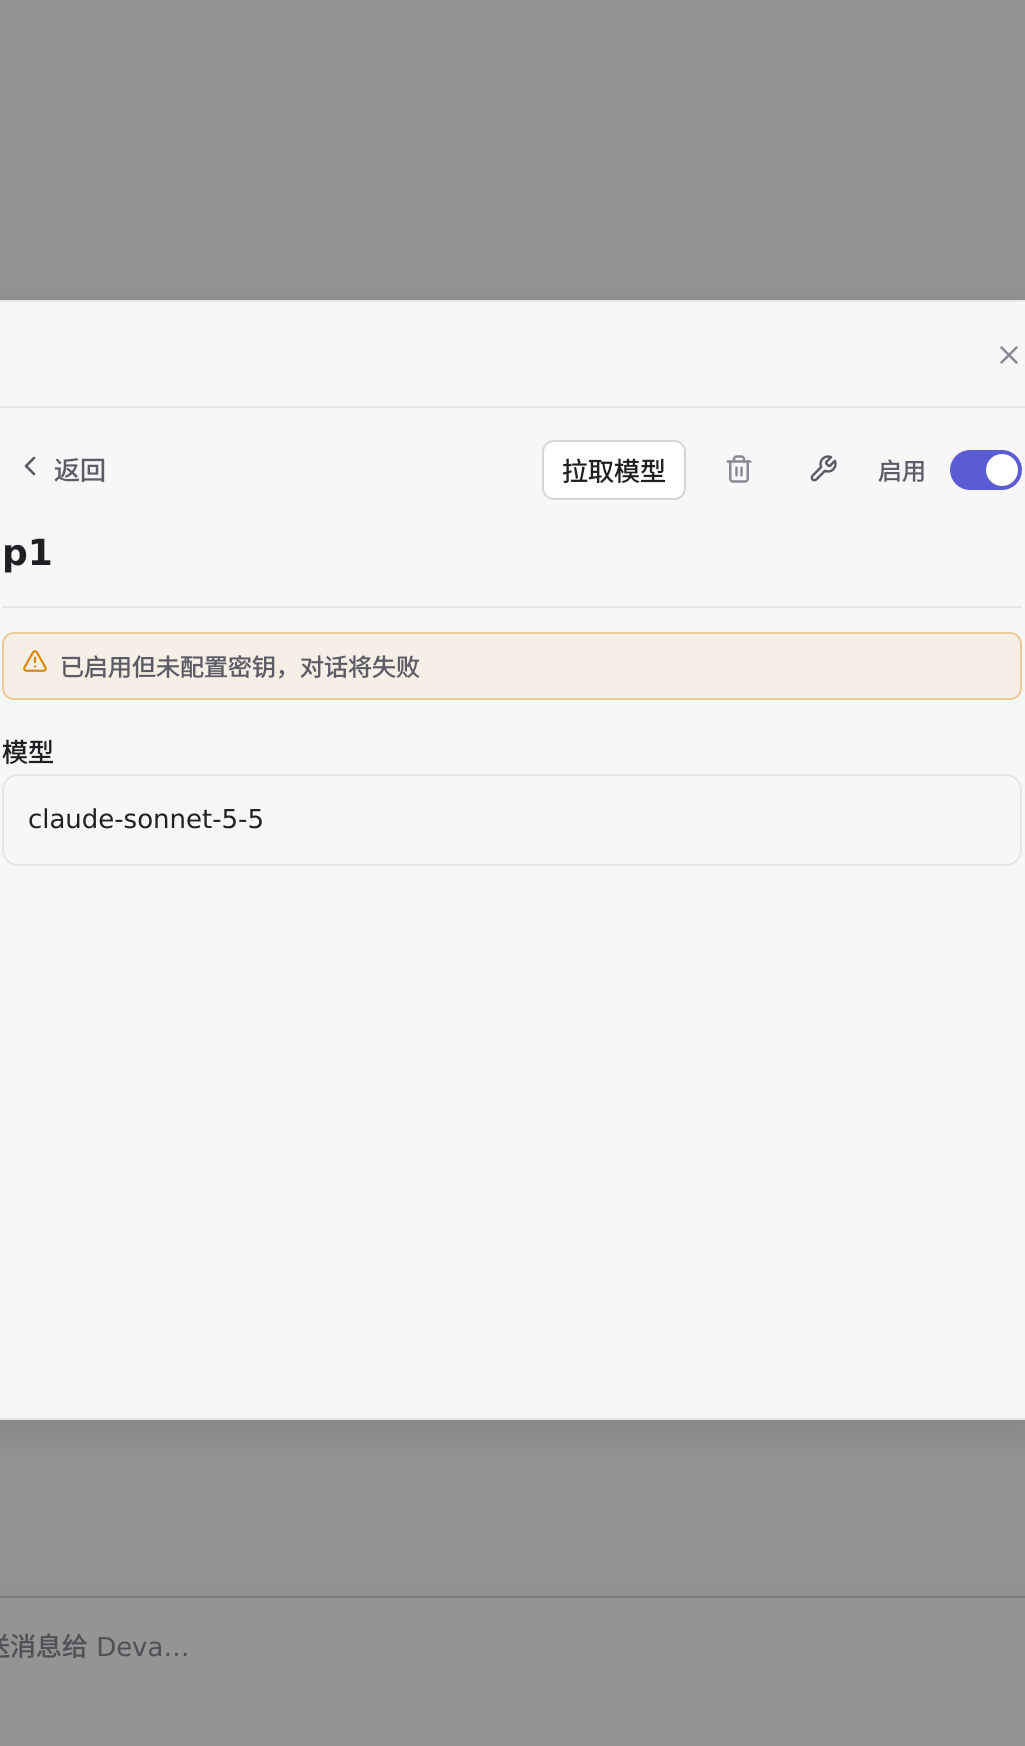 返回
拉取模型
启用
p1
已启用但未配置密钥，对话将失败
模型
claude-sonnet-5-5
送消息给 Deva...